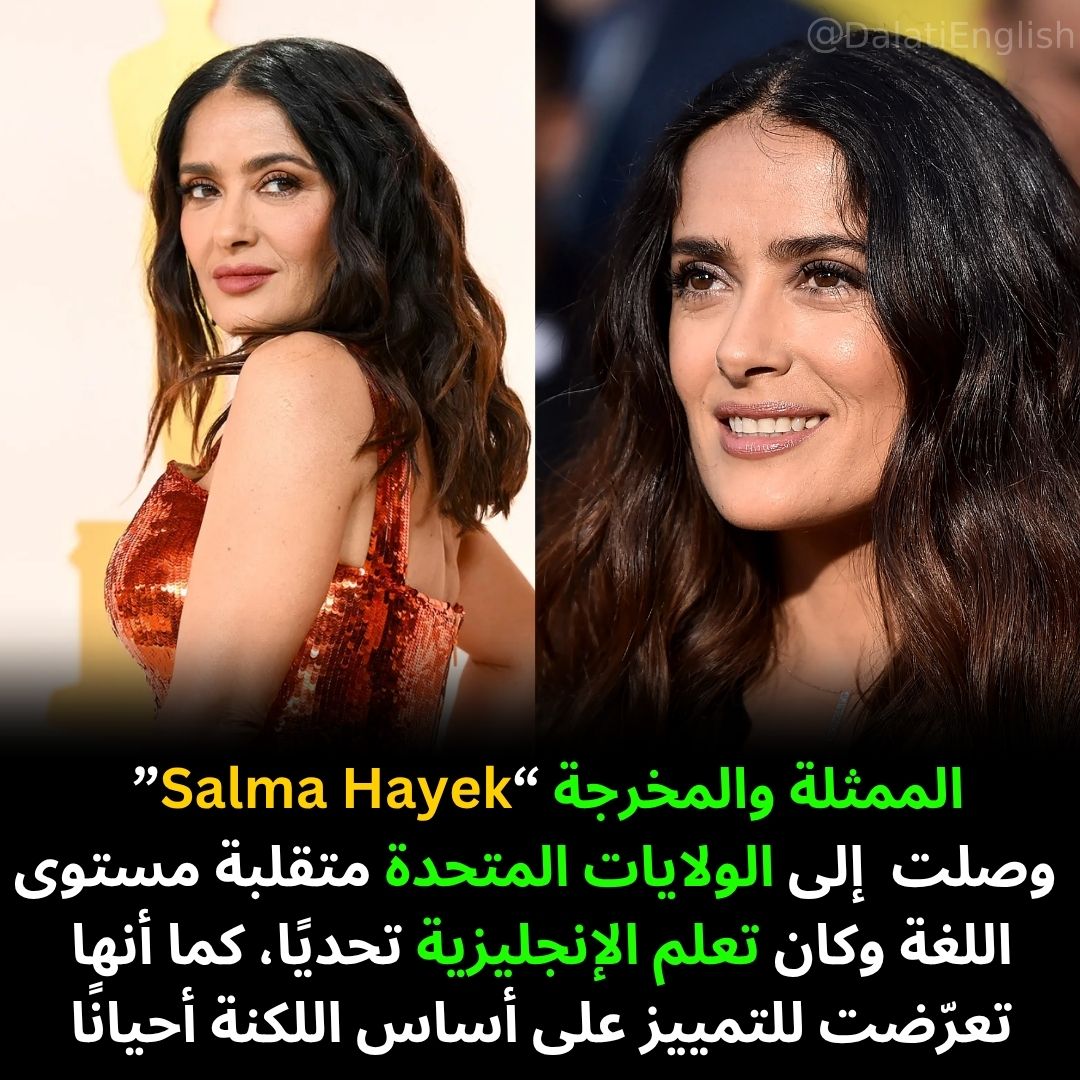 @DalatiEnglish
الممثلة والمخرجة “Salma Hayek”
وصلت إلى الولايات المتحدة متقلبة مستوى
اللغة وكان تعلم الإنجليزية تحديًا، كما أنها
تعرّضت للتمييز على أساس اللكنة أحيانًا